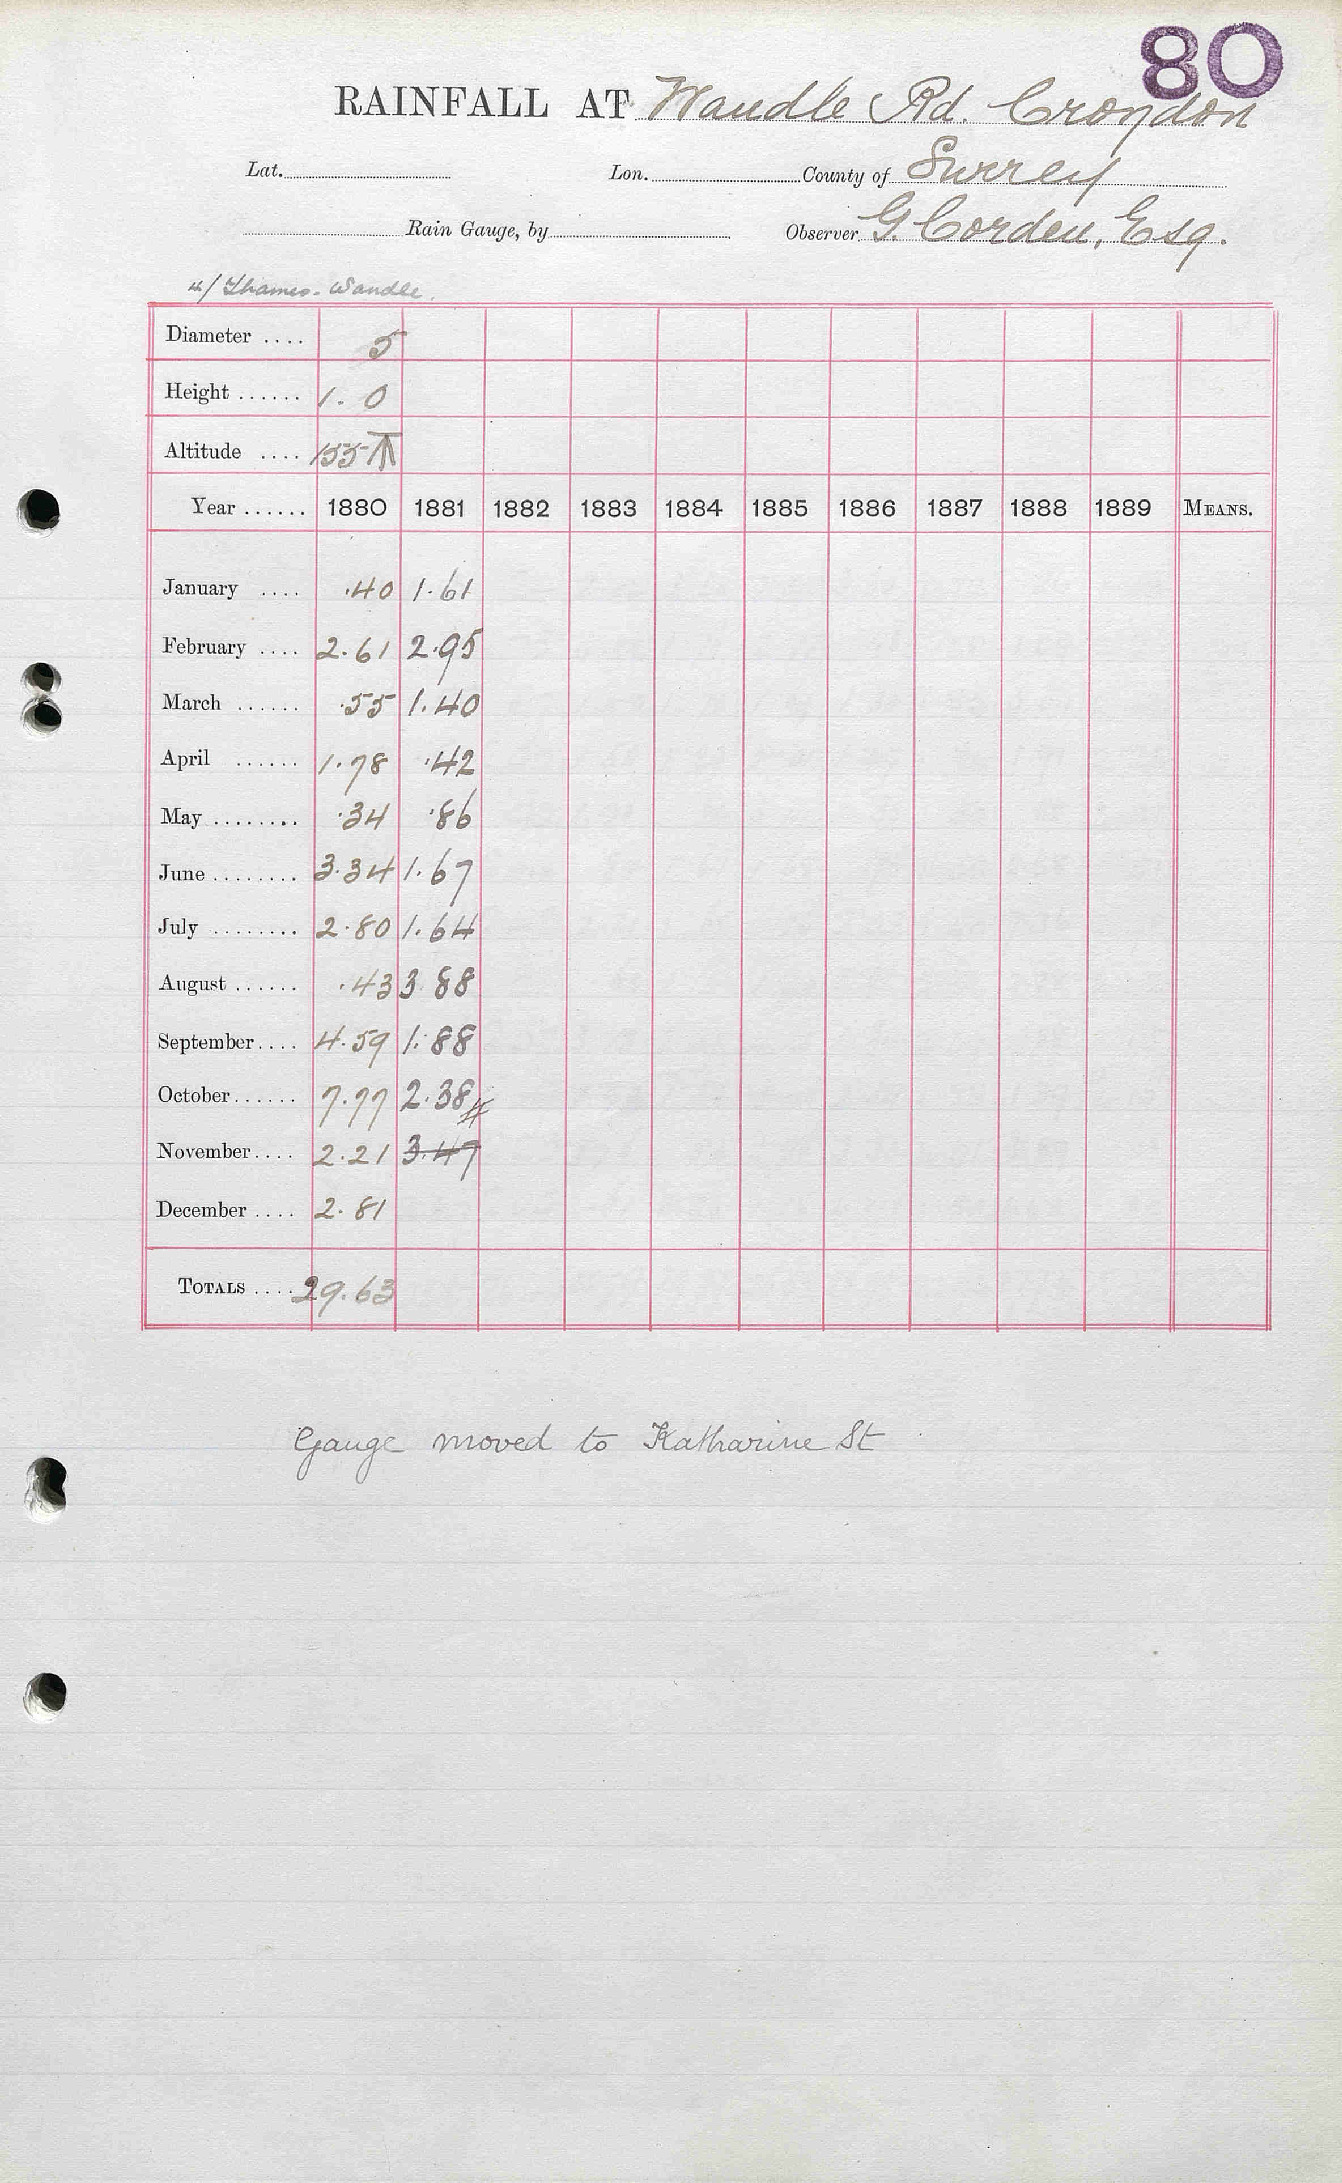 80
RAINFALL AT Wandle Rd. Croydon
Lat. Lon. County of Surrey
Rain Gauge, by Observer G. Corden, Esq.
4/ Thames - Wandle.
Diameter .... 5
Height ...... 1. 0
Altitude .... 155
Year ...... 1880 1881 1882 1883 1884 1885 1886 1887 1888 1889 MEANS.
January .... .40 1.61
February .... 2.61 2.95
March ...... .55 1.40
April ...... 1.78 .42
May ........ .34 .86
June ........ 3.34 1.67
July ........ 2.80 1.64
August ...... .43 3.88
September.... 4.59 1.88
October...... 7.77 2.38 #
November.... 2.21 3.47
December .... 2.81
TOTALS .... 29.63
Gauge moved to Katharine St